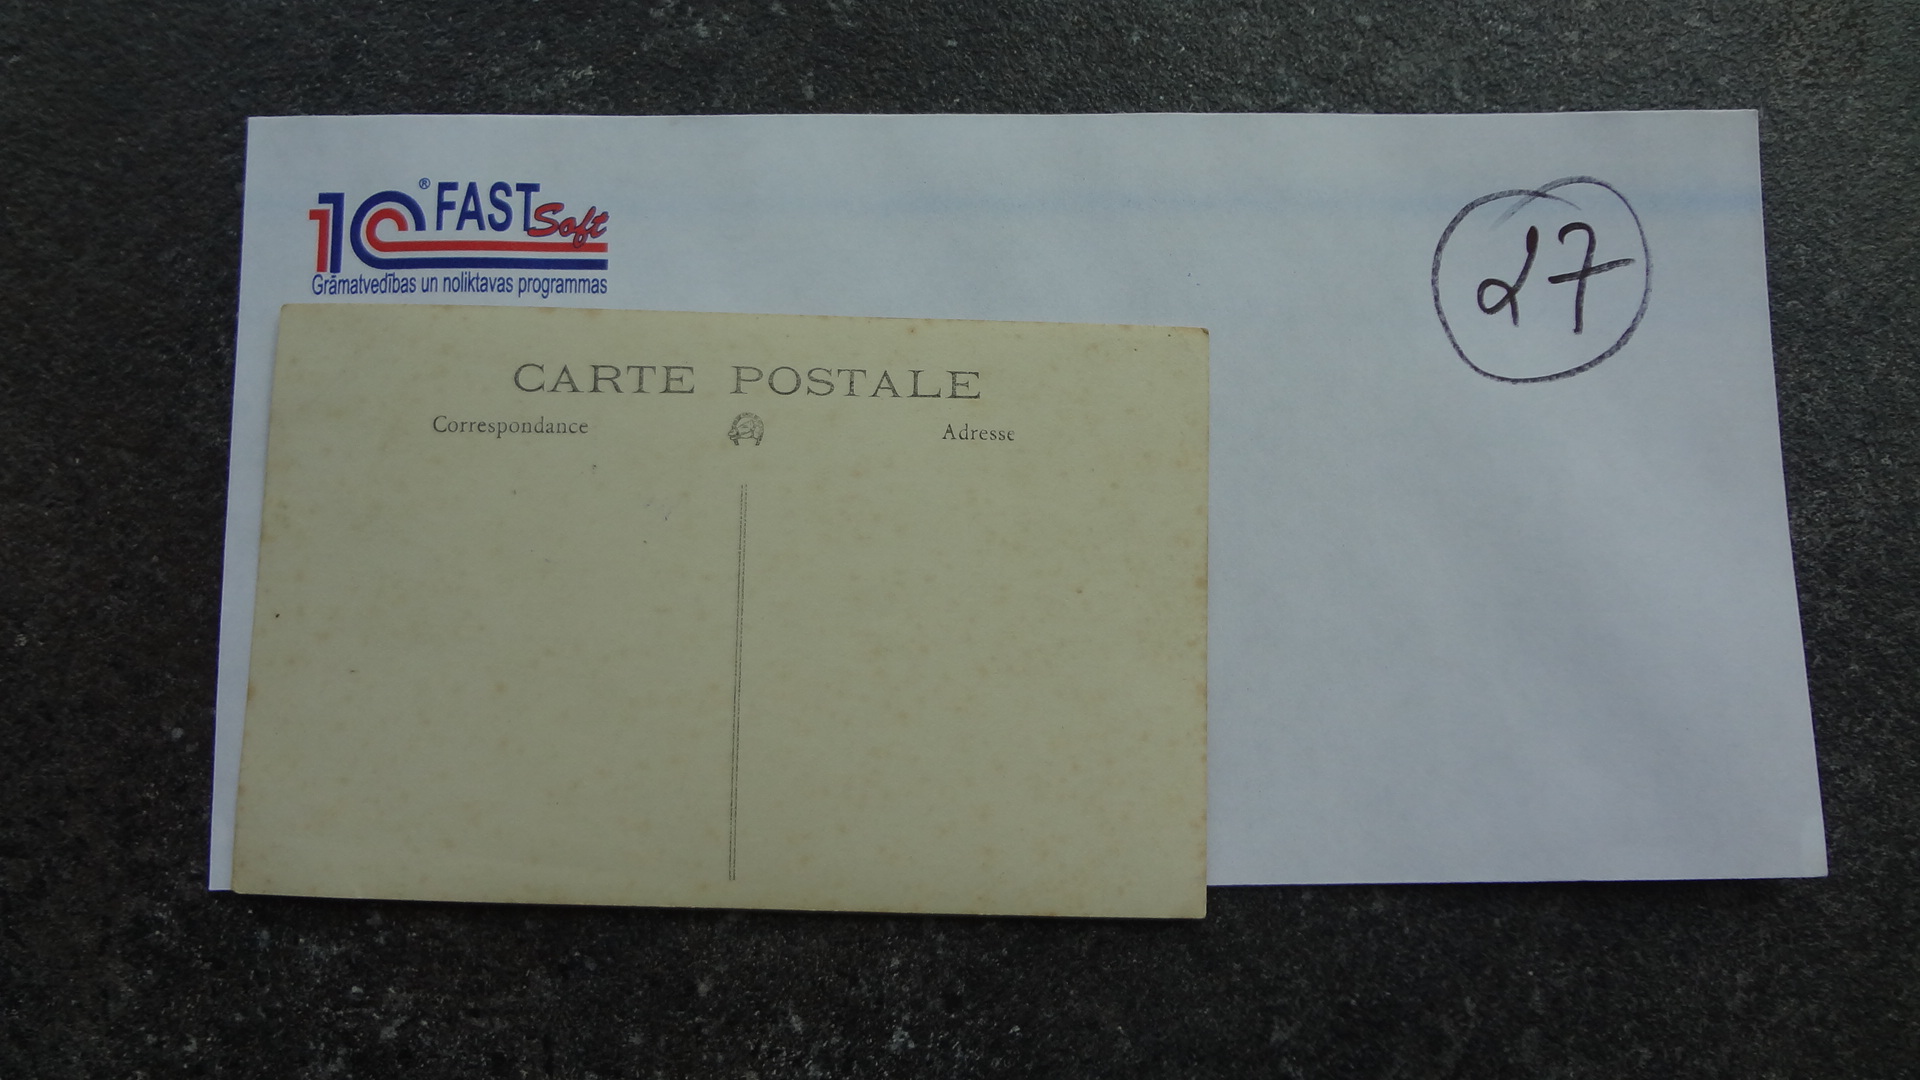 1C® FAST Soft
Grāmatvedības un noliktavas programmas
27
CARTE POSTALE
Correspondance Adresse